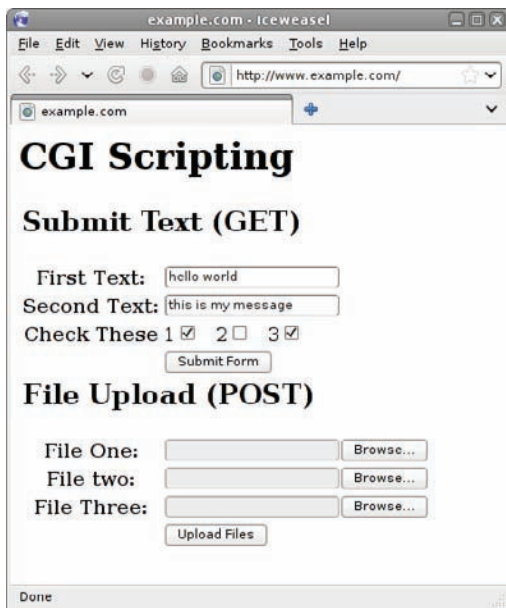 example.com - Iceweasel
File Edit View History Bookmarks Tools Help
http://www.example.com/
example.com
CGI Scripting
Submit Text (GET)
First Text: hello world
Second Text: this is my message
Check These 1 2 3
Submit Form
File Upload (POST)
File One: Browse...
File two: Browse...
File Three: Browse...
Upload Files
Done